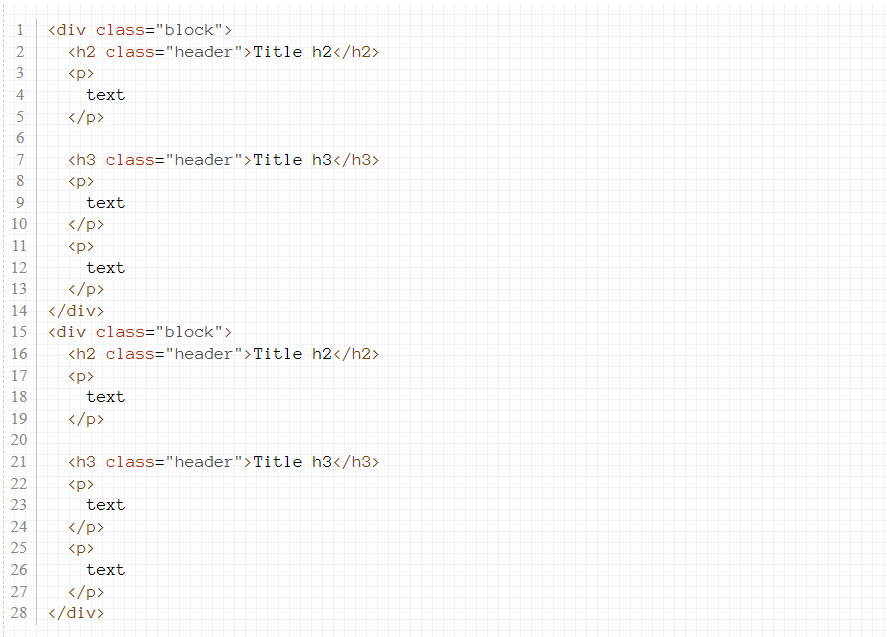 1 <div class="block">
2   <h2 class="header">Title h2</h2>
3   <p>
4     text
5   </p>
6
7   <h3 class="header">Title h3</h3>
8   <p>
9     text
10   </p>
11   <p>
12     text
13   </p>
14 </div>
15 <div class="block">
16   <h2 class="header">Title h2</h2>
17   <p>
18     text
19   </p>
20
21   <h3 class="header">Title h3</h3>
22   <p>
23     text
24   </p>
25   <p>
26     text
27   </p>
28 </div>